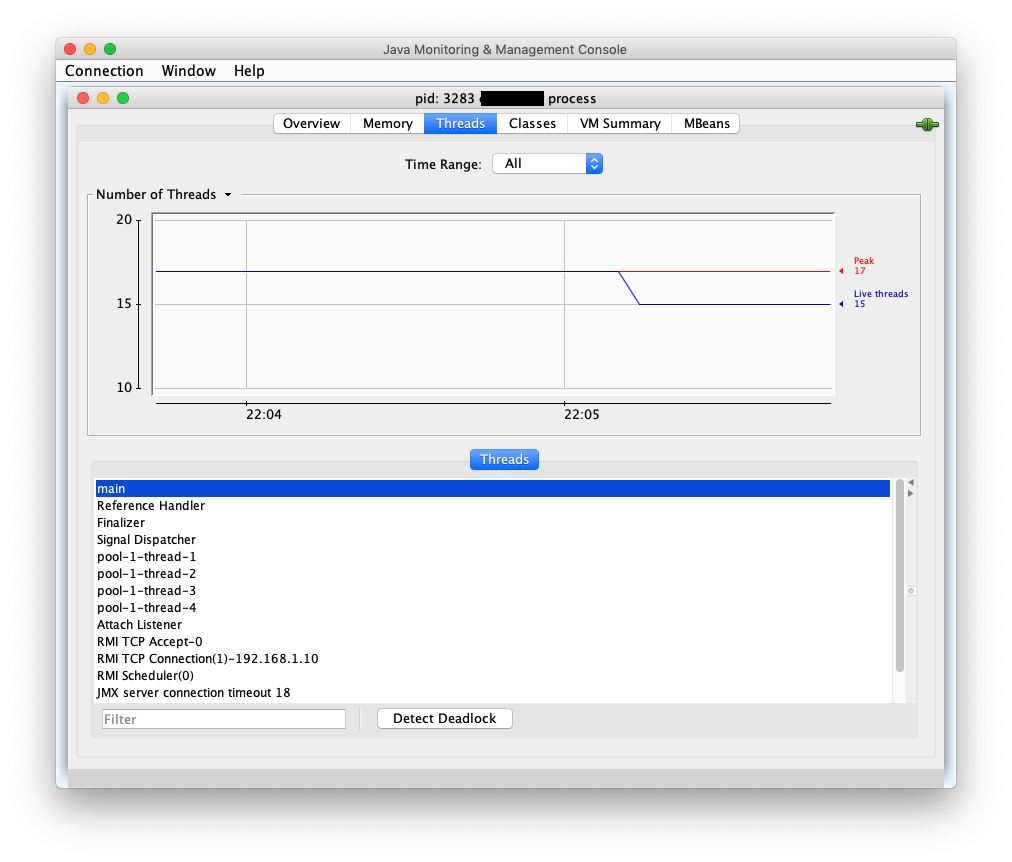 Java Monitoring & Management Console
Connection Window Help
pid: 3283 process
Overview Memory Threads Classes VM Summary MBeans
Time Range: All
Number of Threads
20
15
10
Peak
17
Live threads
15
22:04 22:05
Threads
main
Reference Handler
Finalizer
Signal Dispatcher
pool-1-thread-1
pool-1-thread-2
pool-1-thread-3
pool-1-thread-4
Attach Listener
RMI TCP Accept-0
RMI TCP Connection(1)-192.168.1.10
RMI Scheduler(0)
JMX server connection timeout 18
Filter Detect Deadlock